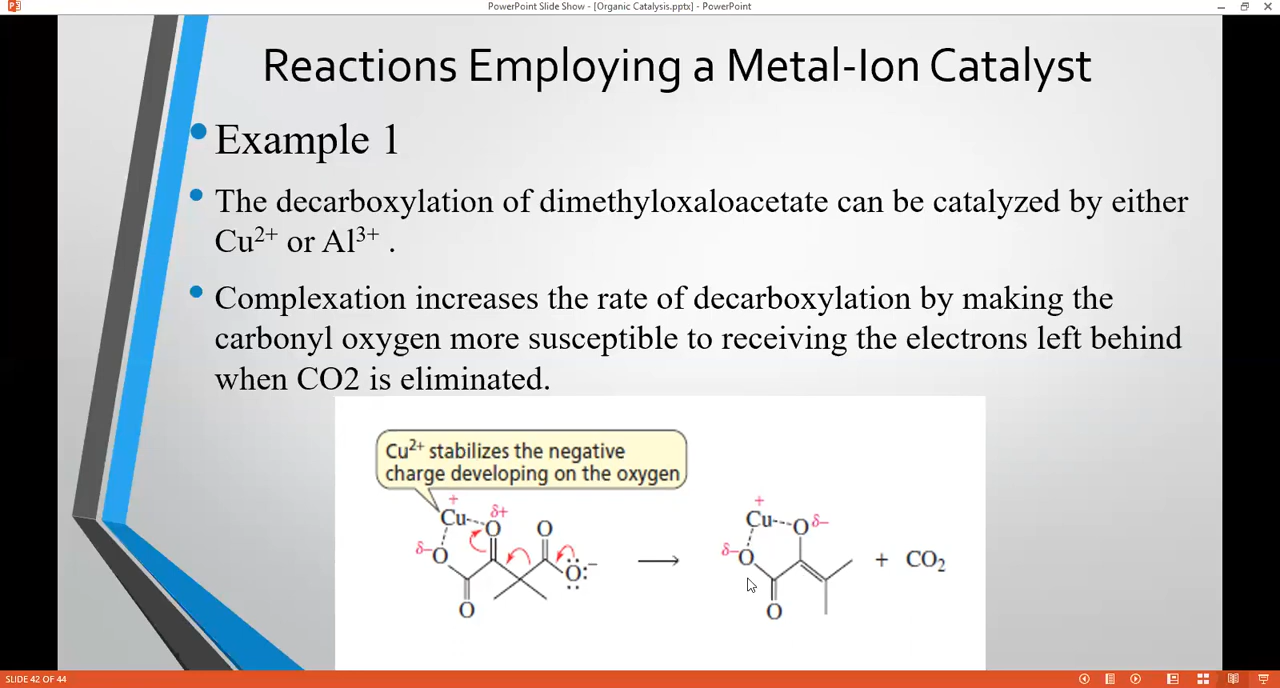 PowerPoint Slide Show - [Organic Catalysis.pptx] - PowerPoint
Reactions Employing a Metal-Ion Catalyst
• Example 1
• The decarboxylation of dimethyloxaloacetate can be catalyzed by either
Cu²⁺ or Al³⁺ .
• Complexation increases the rate of decarboxylation by making the
carbonyl oxygen more susceptible to receiving the electrons left behind
when CO2 is eliminated.
Cu²⁺ stabilizes the negative
charge developing on the oxygen
+
Cu
δ+
O
O
δ−
O
O:−
O
+
Cu
O
δ−
δ−
O
O
+ CO₂
SLIDE 42 OF 44